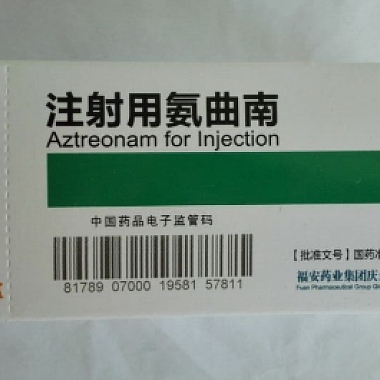 注射用氨曲南
Aztreonam for Injection
中国药品电子监管码
81789 07000 19581 57811
【批准文号】国药准
福安药业集团庆
Fuan Pharmaceutical Group